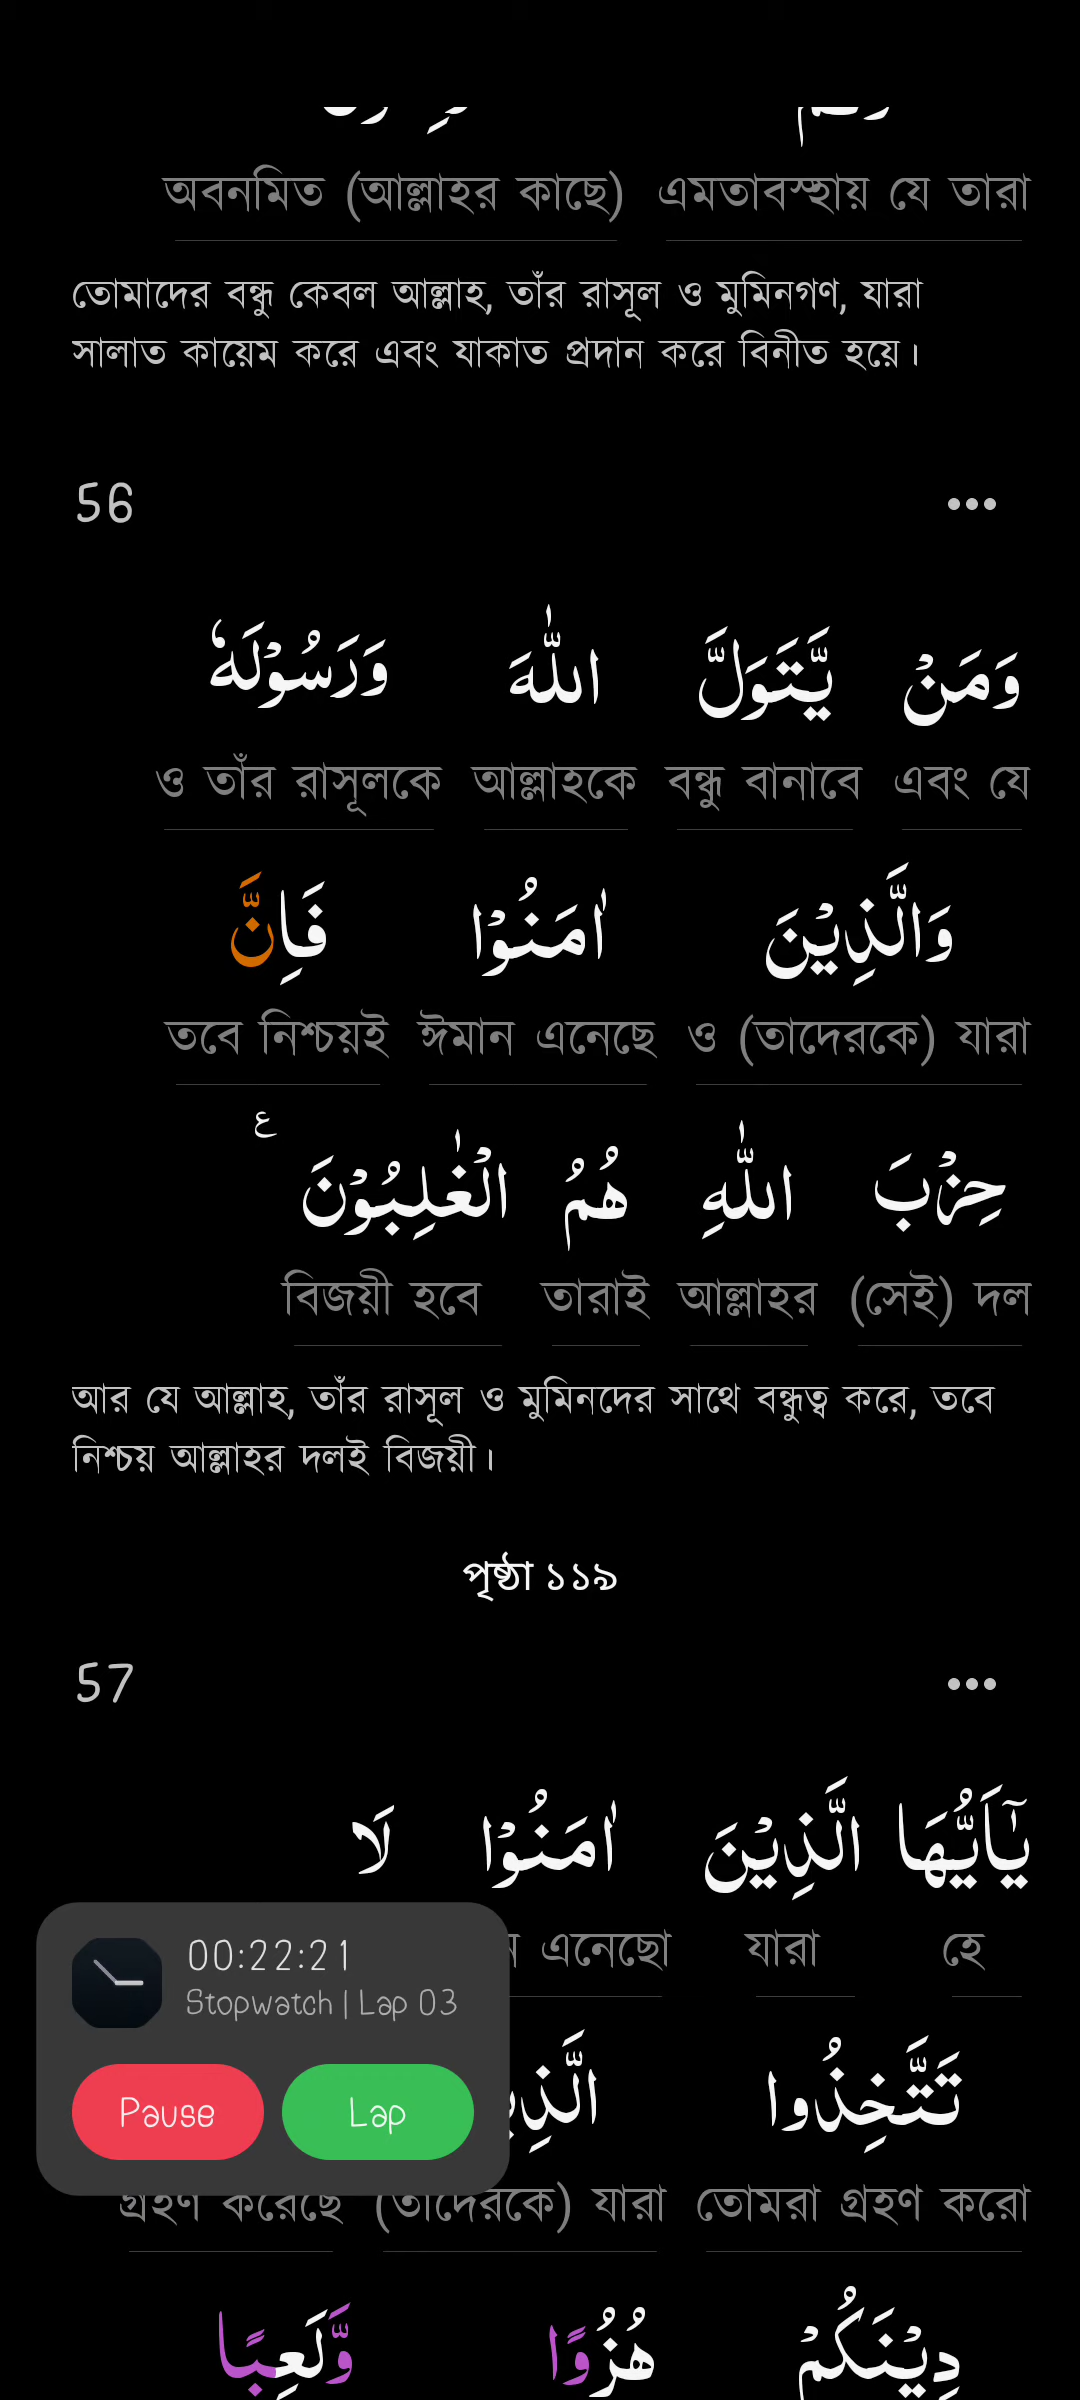 অবনমিত (আল্লাহর কাছে) এমতাবস্হায় যে তারা
তোমাদের বন্ধু কেবল আল্লাহ, তাঁর রাসূল ও মুমিনগণ, যারা
সালাত কায়েম করে এবং যাকাত প্রদান করে বিনীত হয়ে।
56
وَمَنْ يَّتَوَلَّ اللّٰهَ وَرَسُوْلَهٗ
ও তাঁর রাসূলকে আল্লাহকে বন্ধু বানাবে এবং যে
وَالَّذِيْنَ اٰمَنُوْا فَاِنَّ
তবে নিশ্চয়ই ঈমান এনেছে ও (তাদেরকে) যারা
حِزْبَ اللّٰهِ هُمُ الْغٰلِبُوْنَ ع
বিজয়ী হবে তারাই আল্লাহর (সেই) দল
আর যে আল্লাহ, তাঁর রাসূল ও মুমিনদের সাথে বন্ধুত্ব করে, তবে
নিশ্চয় আল্লাহর দলই বিজয়ী।
পৃষ্ঠা ১১৯
57
يٰٓاَيُّهَا الَّذِيْنَ اٰمَنُوْا لَا
এনেছো যারা হে
00:22:21
Stopwatch | Lap 03
تَتَّخِذُوا
Pause Lap
গ্রহণ করেছে (তাদেরকে) যারা তোমরা গ্রহণ করো
دِيْنَكُمْ هُزُوًا وَّلَعِبًا